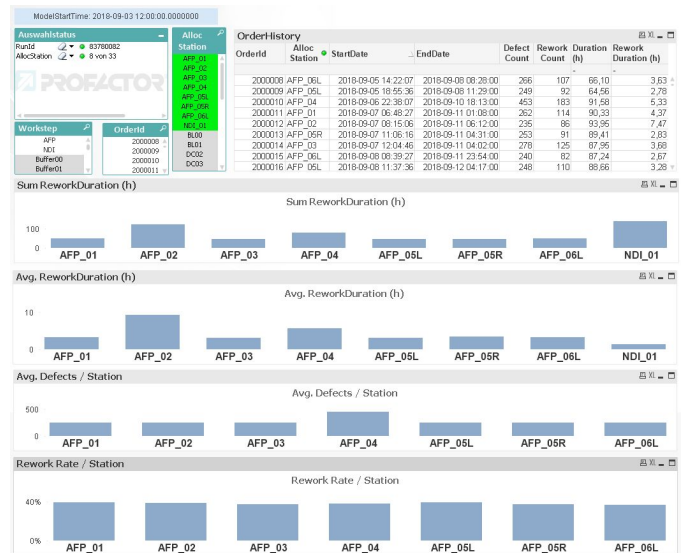 ModelStartTime: 2018-09-03 12:00:00.0000000
Auswahlstatus
RunId 83780082
AllocStation 8 von 33
PROFACTOR
Workstep
AFP
NDI
Buffer00
Buffer01
OrderId
2000008
2000009
2000010
2000011
Alloc Station
AFP_01
AFP_02
AFP_03
AFP_04
AFP_05L
AFP_05R
AFP_06L
NDI_01
BL00
BL01
DC02
DC03
OrderHistory XL
OrderId Alloc Station StartDate EndDate Defect Count Rework Count Duration (h) Rework Duration (h)
- -
2000008 AFP_06L 2018-09-05 14:22:07 2018-09-08 08:28:00 266 107 66,10 3,63
2000009 AFP_05L 2018-09-05 18:55:36 2018-09-08 11:29:00 249 92 64,56 2,78
2000010 AFP_04 2018-09-06 22:38:07 2018-09-10 18:13:00 453 183 91,58 5,33
2000011 AFP_01 2018-09-07 06:48:27 2018-09-11 01:08:00 262 114 90,33 4,37
2000012 AFP_02 2018-09-07 08:15:06 2018-09-11 06:12:00 235 86 93,95 7,47
2000013 AFP_05R 2018-09-07 11:06:16 2018-09-11 04:31:00 253 91 89,41 2,83
2000014 AFP_03 2018-09-07 12:04:46 2018-09-11 04:02:00 278 125 87,95 3,68
2000015 AFP_06L 2018-09-08 08:39:27 2018-09-11 23:54:00 240 82 87,24 2,67
2000016 AFP_05L 2018-09-08 11:37:36 2018-09-12 04:17:00 248 110 88,66 3,28
Sum ReworkDuration (h) XL
Sum ReworkDuration (h)
100
0
AFP_01 AFP_02 AFP_03 AFP_04 AFP_05L AFP_05R AFP_06L NDI_01
Avg. ReworkDuration (h) XL
Avg. ReworkDuration (h)
10
0
AFP_01 AFP_02 AFP_03 AFP_04 AFP_05L AFP_05R AFP_06L NDI_01
Avg. Defects / Station XL
Avg. Defects / Station
500
0
AFP_01 AFP_02 AFP_03 AFP_04 AFP_05L AFP_05R AFP_06L
Rework Rate / Station XL
Rework Rate / Station
40%
0%
AFP_01 AFP_02 AFP_03 AFP_04 AFP_05L AFP_05R AFP_06L